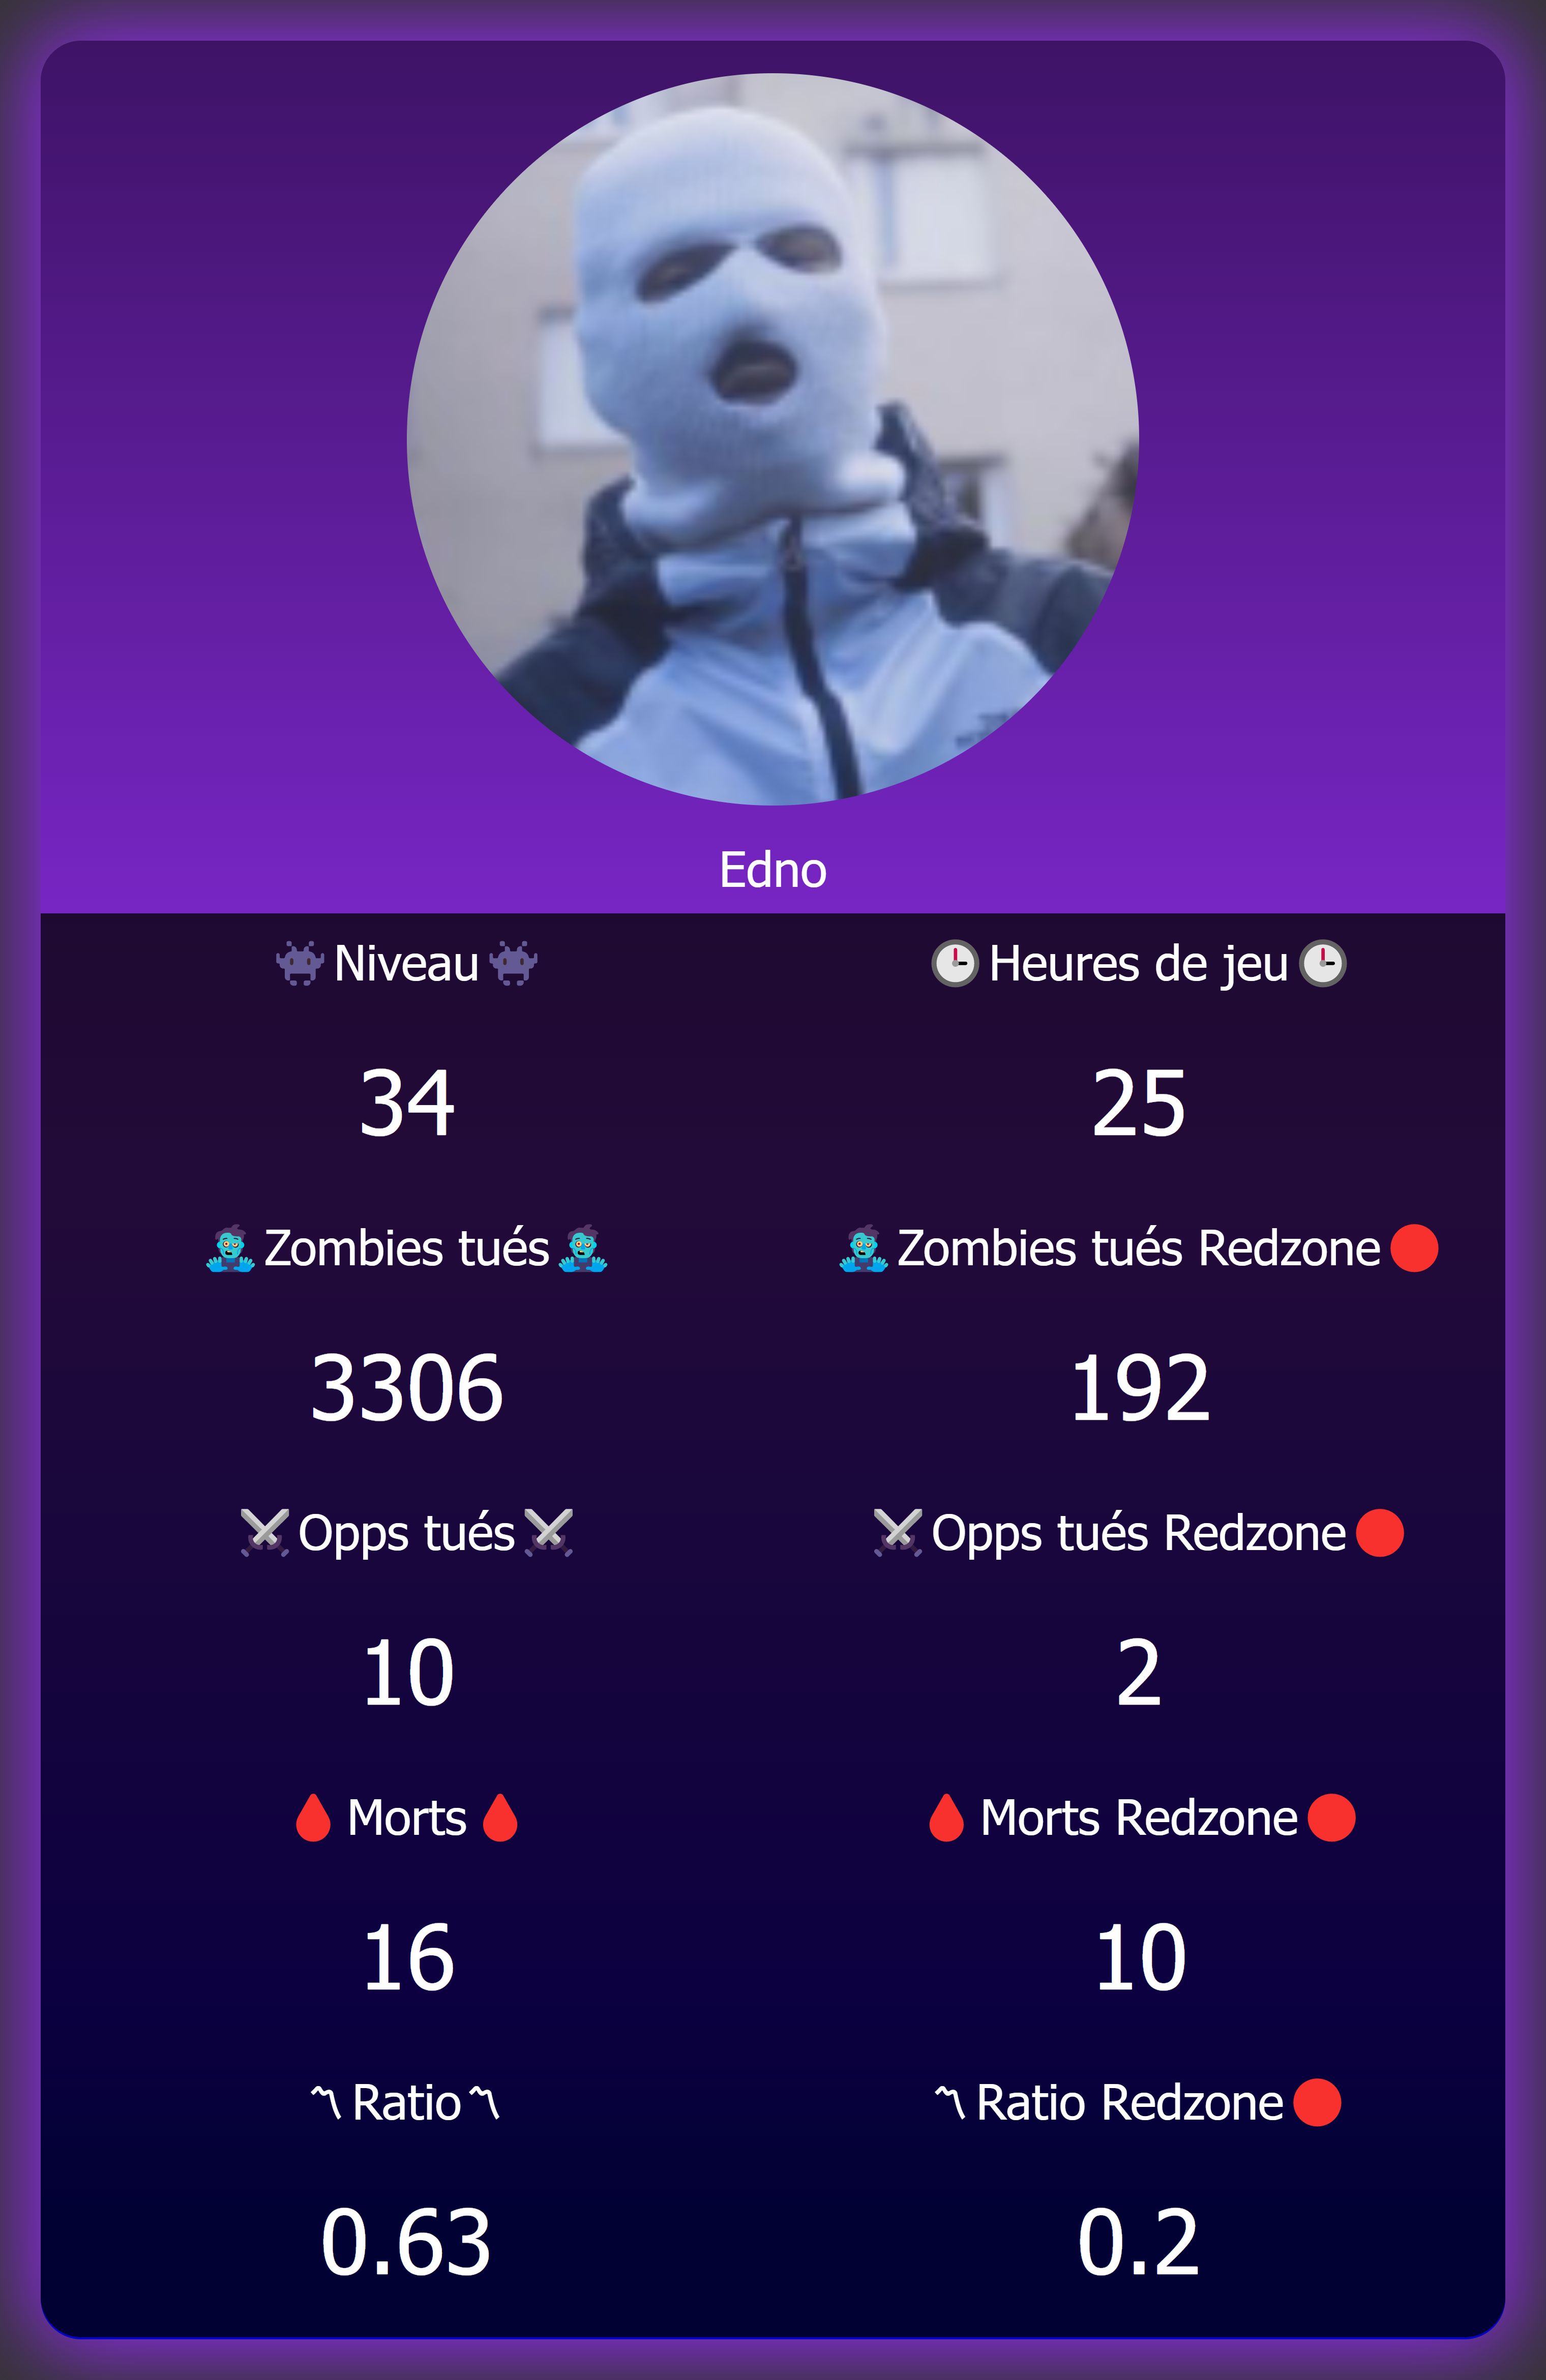 Edno
Niveau Heures de jeu
34 25
Zombies tués Zombies tués Redzone
3306 192
Opps tués Opps tués Redzone
10 2
Morts Morts Redzone
16 10
Ratio Ratio Redzone
0.63 0.2